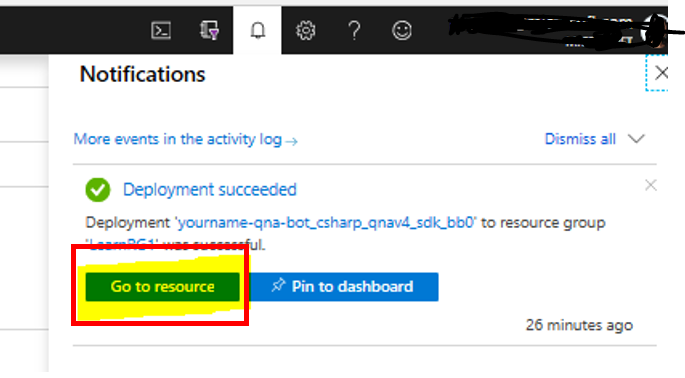 Notifications
More events in the activity log →
Dismiss all
Deployment succeeded
Deployment 'yourname-qna-bot_csharp_qnav4_sdk_bb0' to resource group
'LearnRG1' was successful.
Go to resource
Pin to dashboard
26 minutes ago